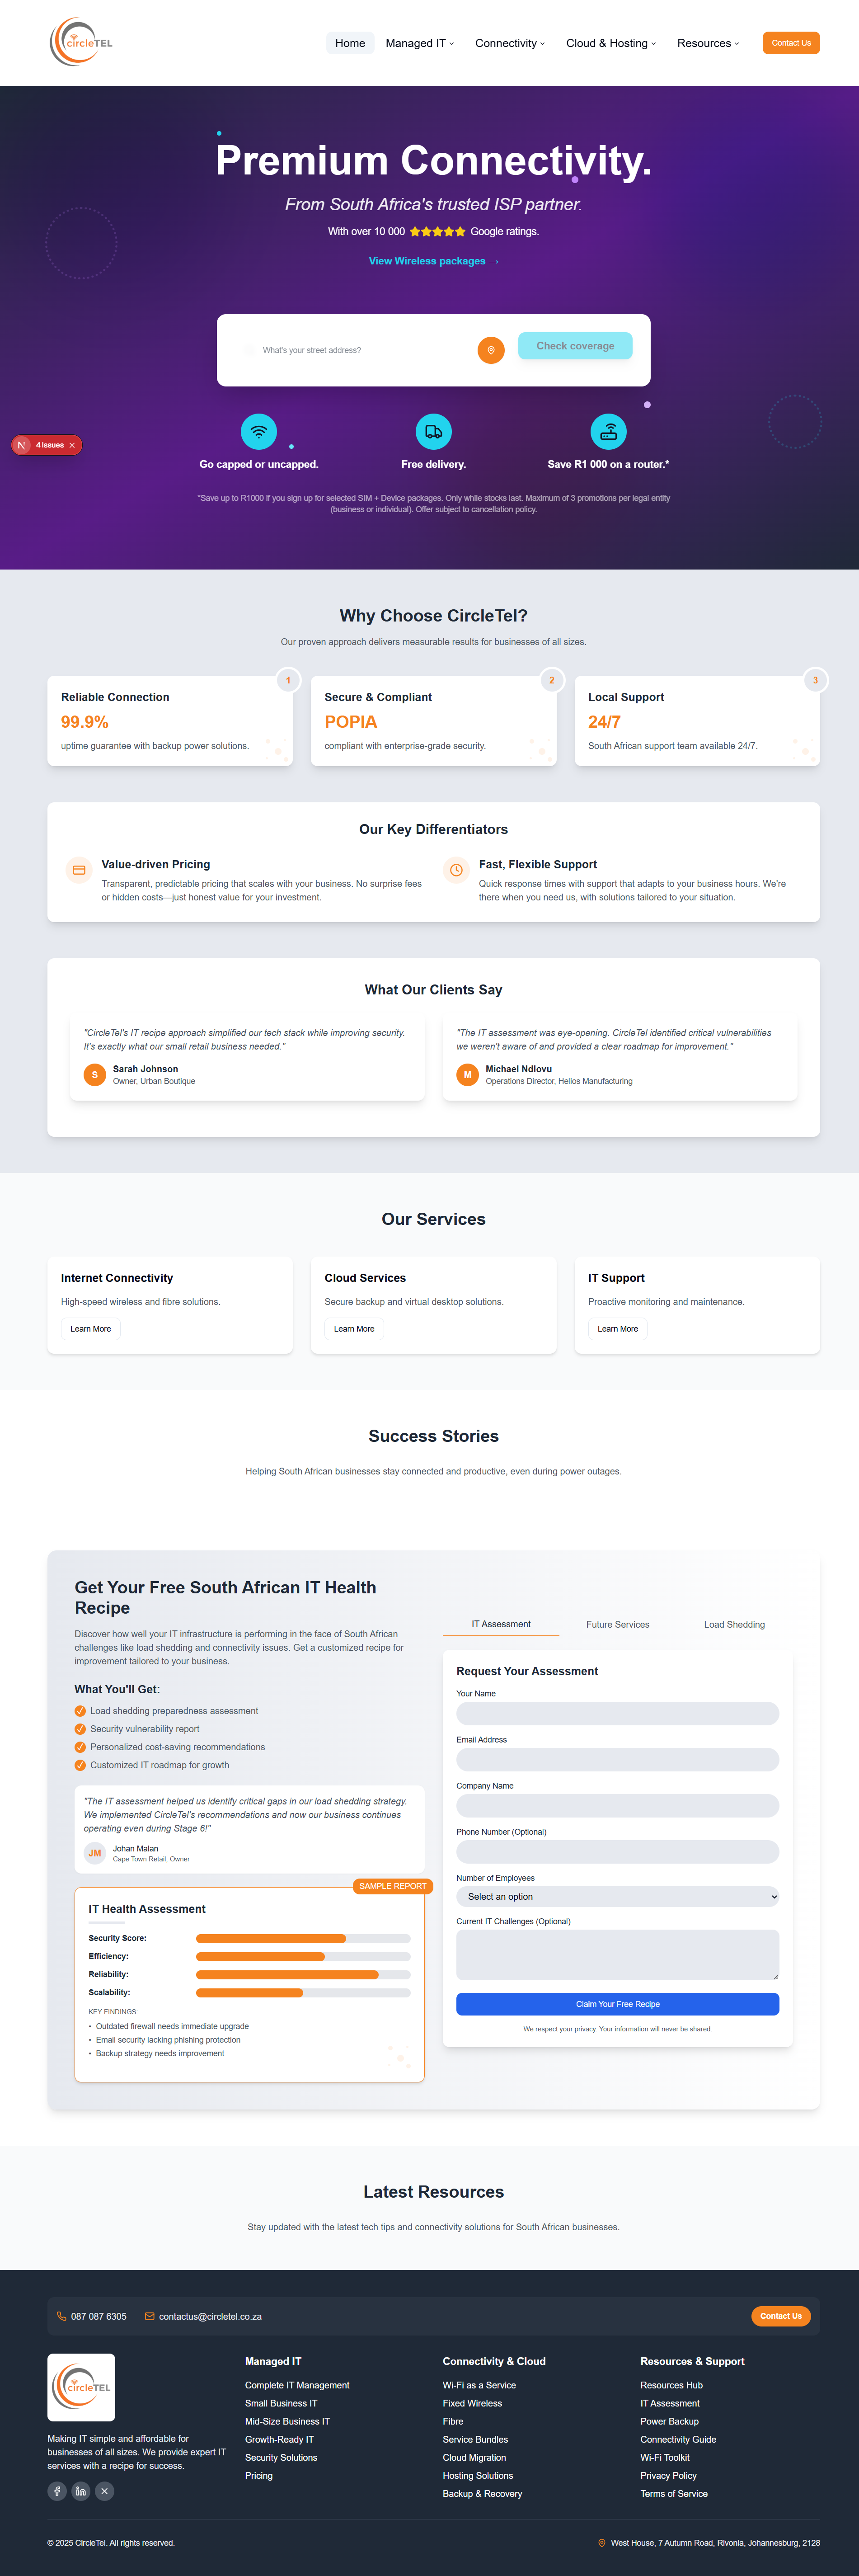 circleTEL
Home
Managed IT
Connectivity
Cloud & Hosting
Resources
Contact Us
Premium Connectivity.
From South Africa's trusted ISP partner.
With over 10 000 ★★★★★ Google ratings.
View Wireless packages →
What's your street address?
Check coverage
N 4 Issues ×
Go capped or uncapped.
Free delivery.
Save R1 000 on a router.*
*Save up to R1000 if you sign up for selected SIM + Device packages. Only while stocks last. Maximum of 3 promotions per legal entity
(business or individual). Offer subject to cancellation policy.
Why Choose CircleTel?
Our proven approach delivers measurable results for businesses of all sizes.
1
Reliable Connection
99.9%
uptime guarantee with backup power solutions.
2
Secure & Compliant
POPIA
compliant with enterprise-grade security.
3
Local Support
24/7
South African support team available 24/7.
Our Key Differentiators
Value-driven Pricing
Transparent, predictable pricing that scales with your business. No surprise fees
or hidden costs—just honest value for your investment.
Fast, Flexible Support
Quick response times with support that adapts to your business hours. We're
there when you need us, with solutions tailored to your situation.
What Our Clients Say
"CircleTel's IT recipe approach simplified our tech stack while improving security.
It's exactly what our small retail business needed."
S
Sarah Johnson
Owner, Urban Boutique
"The IT assessment was eye-opening. CircleTel identified critical vulnerabilities
we weren't aware of and provided a clear roadmap for improvement."
M
Michael Ndlovu
Operations Director, Helios Manufacturing
Our Services
Internet Connectivity
High-speed wireless and fibre solutions.
Learn More
Cloud Services
Secure backup and virtual desktop solutions.
Learn More
IT Support
Proactive monitoring and maintenance.
Learn More
Success Stories
Helping South African businesses stay connected and productive, even during power outages.
Get Your Free South African IT Health
Recipe
Discover how well your IT infrastructure is performing in the face of South African
challenges like load shedding and connectivity issues. Get a customized recipe for
improvement tailored to your business.
What You'll Get:
✓ Load shedding preparedness assessment
✓ Security vulnerability report
✓ Personalized cost-saving recommendations
✓ Customized IT roadmap for growth
"The IT assessment helped us identify critical gaps in our load shedding strategy.
We implemented CircleTel's recommendations and now our business continues
operating even during Stage 6!"
JM
Johan Malan
Cape Town Retail, Owner
SAMPLE REPORT
IT Health Assessment
Security Score:
Efficiency:
Reliability:
Scalability:
KEY FINDINGS:
• Outdated firewall needs immediate upgrade
• Email security lacking phishing protection
• Backup strategy needs improvement
IT Assessment
Future Services
Load Shedding
Request Your Assessment
Your Name
Email Address
Company Name
Phone Number (Optional)
Number of Employees
Select an option
Current IT Challenges (Optional)
Claim Your Free Recipe
We respect your privacy. Your information will never be shared.
Latest Resources
Stay updated with the latest tech tips and connectivity solutions for South African businesses.
087 087 6305
contactus@circletel.co.za
Contact Us
circleTEL
Making IT simple and affordable for
businesses of all sizes. We provide expert IT
services with a recipe for success.
Managed IT
Complete IT Management
Small Business IT
Mid-Size Business IT
Growth-Ready IT
Security Solutions
Pricing
Connectivity & Cloud
Wi-Fi as a Service
Fixed Wireless
Fibre
Service Bundles
Cloud Migration
Hosting Solutions
Backup & Recovery
Resources & Support
Resources Hub
IT Assessment
Power Backup
Connectivity Guide
Wi-Fi Toolkit
Privacy Policy
Terms of Service
© 2025 CircleTel. All rights reserved.
West House, 7 Autumn Road, Rivonia, Johannesburg, 2128